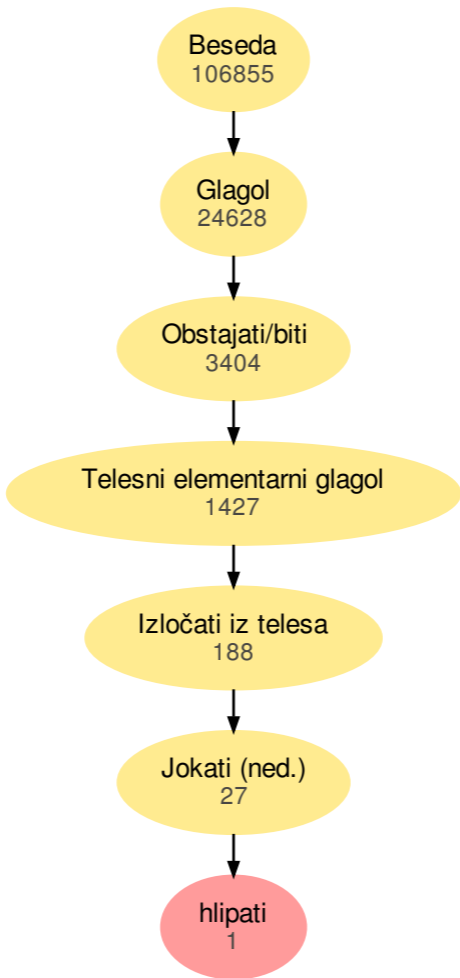 Beseda
106855
Glagol
24628
Obstajati/biti
3404
Telesni elementarni glagol
1427
Izločati iz telesa
188
Jokati (ned.)
27
hlipati
1